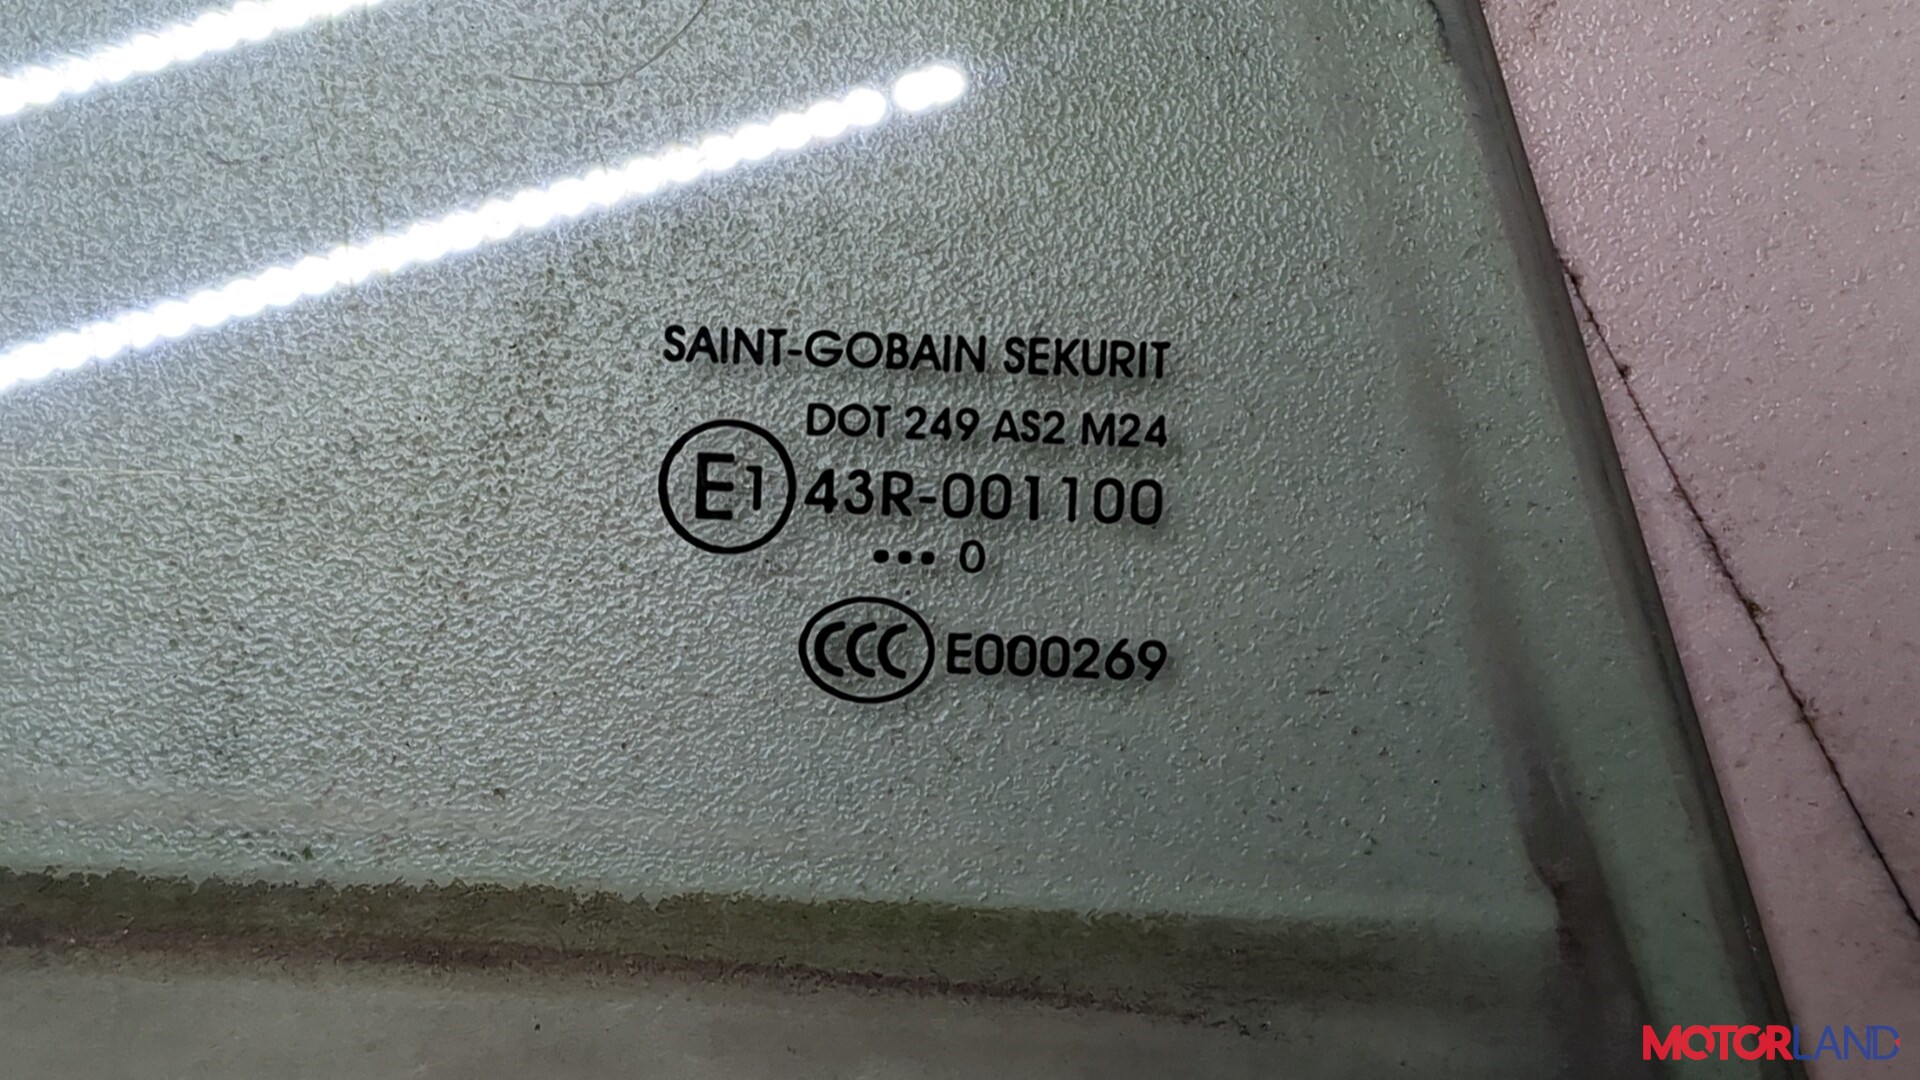 SAINT-GOBAIN SEKURIT
DOT 249 AS2 M24
E1 43R-001100
••• 0
CCC E000269
MOTORLAND